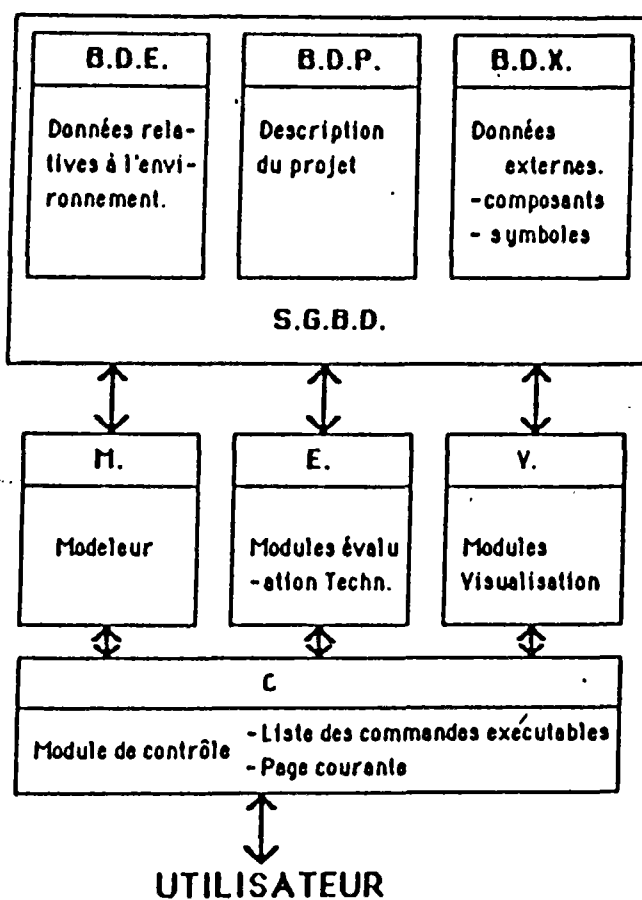 B.D.E.
Données rela-
tives à l'envi-
ronnement.
B.D.P.
Description
du projet
B.D.X.
Données
externes.
-composants
- symboles
S.G.B.D.
M.
Modeleur
E.
Modules évalu
-ation Techn.
V.
Modules
Visualisation
C
Module de contrôle
- Liste des commandes exécutables
- Page courante
UTILISATEUR